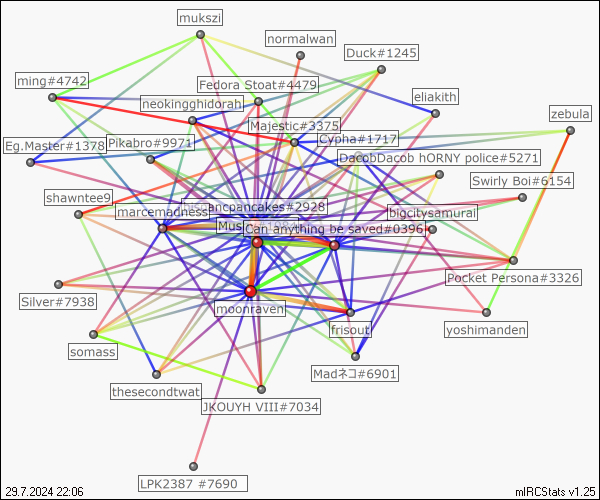 mukszi
normalwan
Duck#1245
ming#4742
Fedora Stoat#4479
eliakith
neokingghidorah
zebula
Majestic#3375
Eg.Master#1378
Pikabro#9971
Cypha#1717
DacobDacob hORNY police#5271
Swirly Boi#6154
shawntee9
biscancpancakes#2928
marcemadness
bigcitysamurai
Can anything be saved#0396
Pocket Persona#3326
Silver#7938
moonraven
frisout
yoshimanden
somass
Madネコ#6901
thesecondtwat
JKOUYH VIII#7034
LPK2387 #7690
29.7.2024 22:06
mIRCStats v1.25